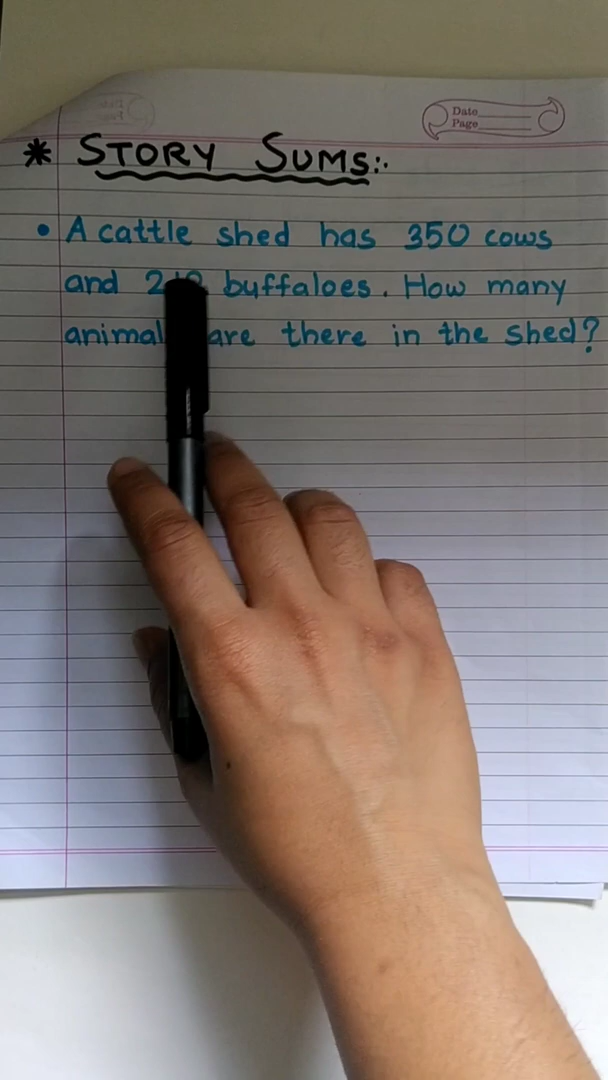 Date
Page
* STORY SUMS:.
• A cattle shed has 350 cows
and buffaloes. How many
are there in the shed?